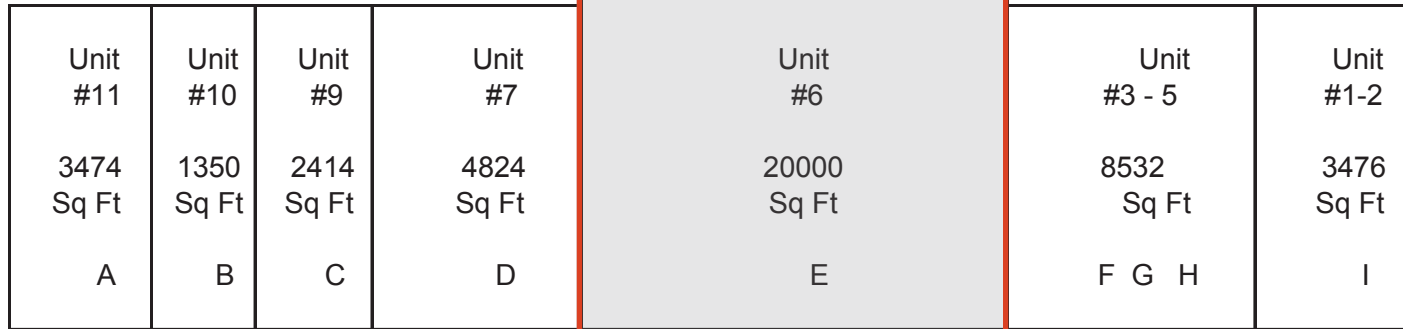 Unit
#11
3474
Sq Ft
A
Unit
#10
1350
Sq Ft
B
Unit
#9
2414
Sq Ft
C
Unit
#7
4824
Sq Ft
D
Unit
#6
20000
Sq Ft
E
Unit
#3 - 5
8532
Sq Ft
F G H
Unit
#1-2
3476
Sq Ft
I